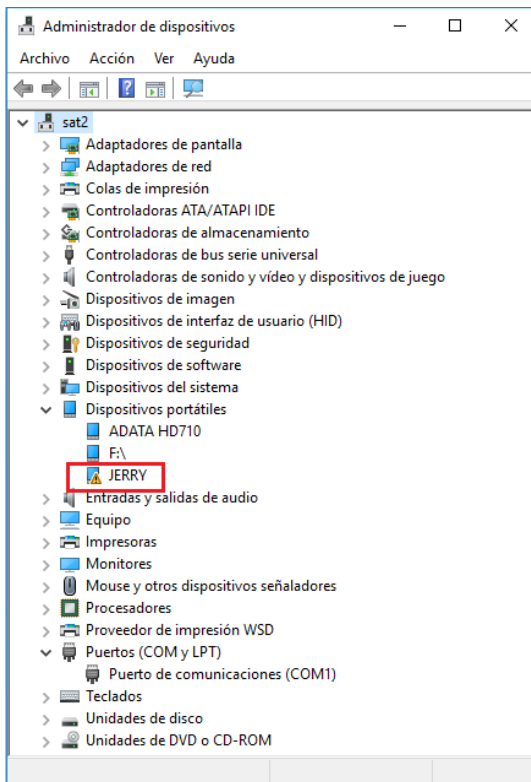 Administrador de dispositivos
Archivo Acción Ver Ayuda
sat2
Adaptadores de pantalla
Adaptadores de red
Colas de impresión
Controladoras ATA/ATAPI IDE
Controladoras de almacenamiento
Controladoras de bus serie universal
Controladoras de sonido y vídeo y dispositivos de juego
Dispositivos de imagen
Dispositivos de interfaz de usuario (HID)
Dispositivos de seguridad
Dispositivos de software
Dispositivos del sistema
Dispositivos portátiles
ADATA HD710
F:\
JERRY
Entradas y salidas de audio
Equipo
Impresoras
Monitores
Mouse y otros dispositivos señaladores
Procesadores
Proveedor de impresión WSD
Puertos (COM y LPT)
Puerto de comunicaciones (COM1)
Teclados
Unidades de disco
Unidades de DVD o CD-ROM